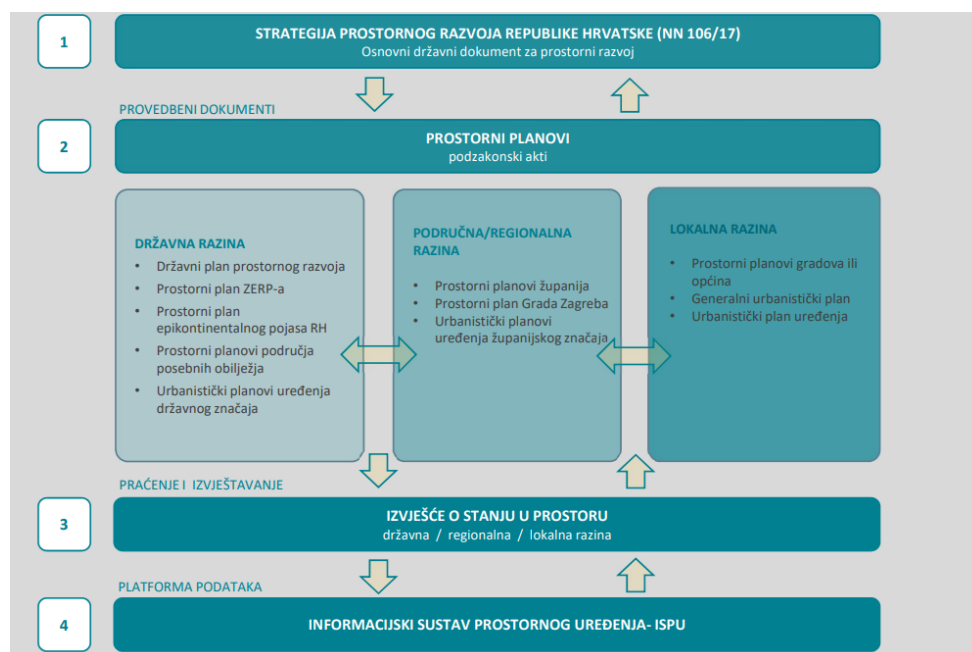 1
STRATEGIJA PROSTORNOG RAZVOJA REPUBLIKE HRVATSKE (NN 106/17)
Osnovni državni dokument za prostorni razvoj
PROVEDBENI DOKUMENTI
2
PROSTORNI PLANOVI
podzakonski akti
DRŽAVNA RAZINA
• Državni plan prostornog razvoja
• Prostorni plan ZERP-a
• Prostorni plan
epikontinentalnog pojasa RH
• Prostorni planovi područja
posebnih obilježja
• Urbanistički planovi uređenja
državnog značaja
PODRUČNA/REGIONALNA
RAZINA
• Prostorni planovi županija
• Prostorni plan Grada Zagreba
• Urbanistički planovi
uređenja županijskog značaja
LOKALNA RAZINA
• Prostorni planovi gradova ili
općina
• Generalni urbanistički plan
• Urbanistički plan uređenja
PRAĆENJE I IZVJEŠTAVANJE
3
IZVJEŠĆE O STANJU U PROSTORU
državna / regionalna / lokalna razina
PLATFORMA PODATAKA
4
INFORMACIJSKI SUSTAV PROSTORNOG UREĐENJA- ISPU